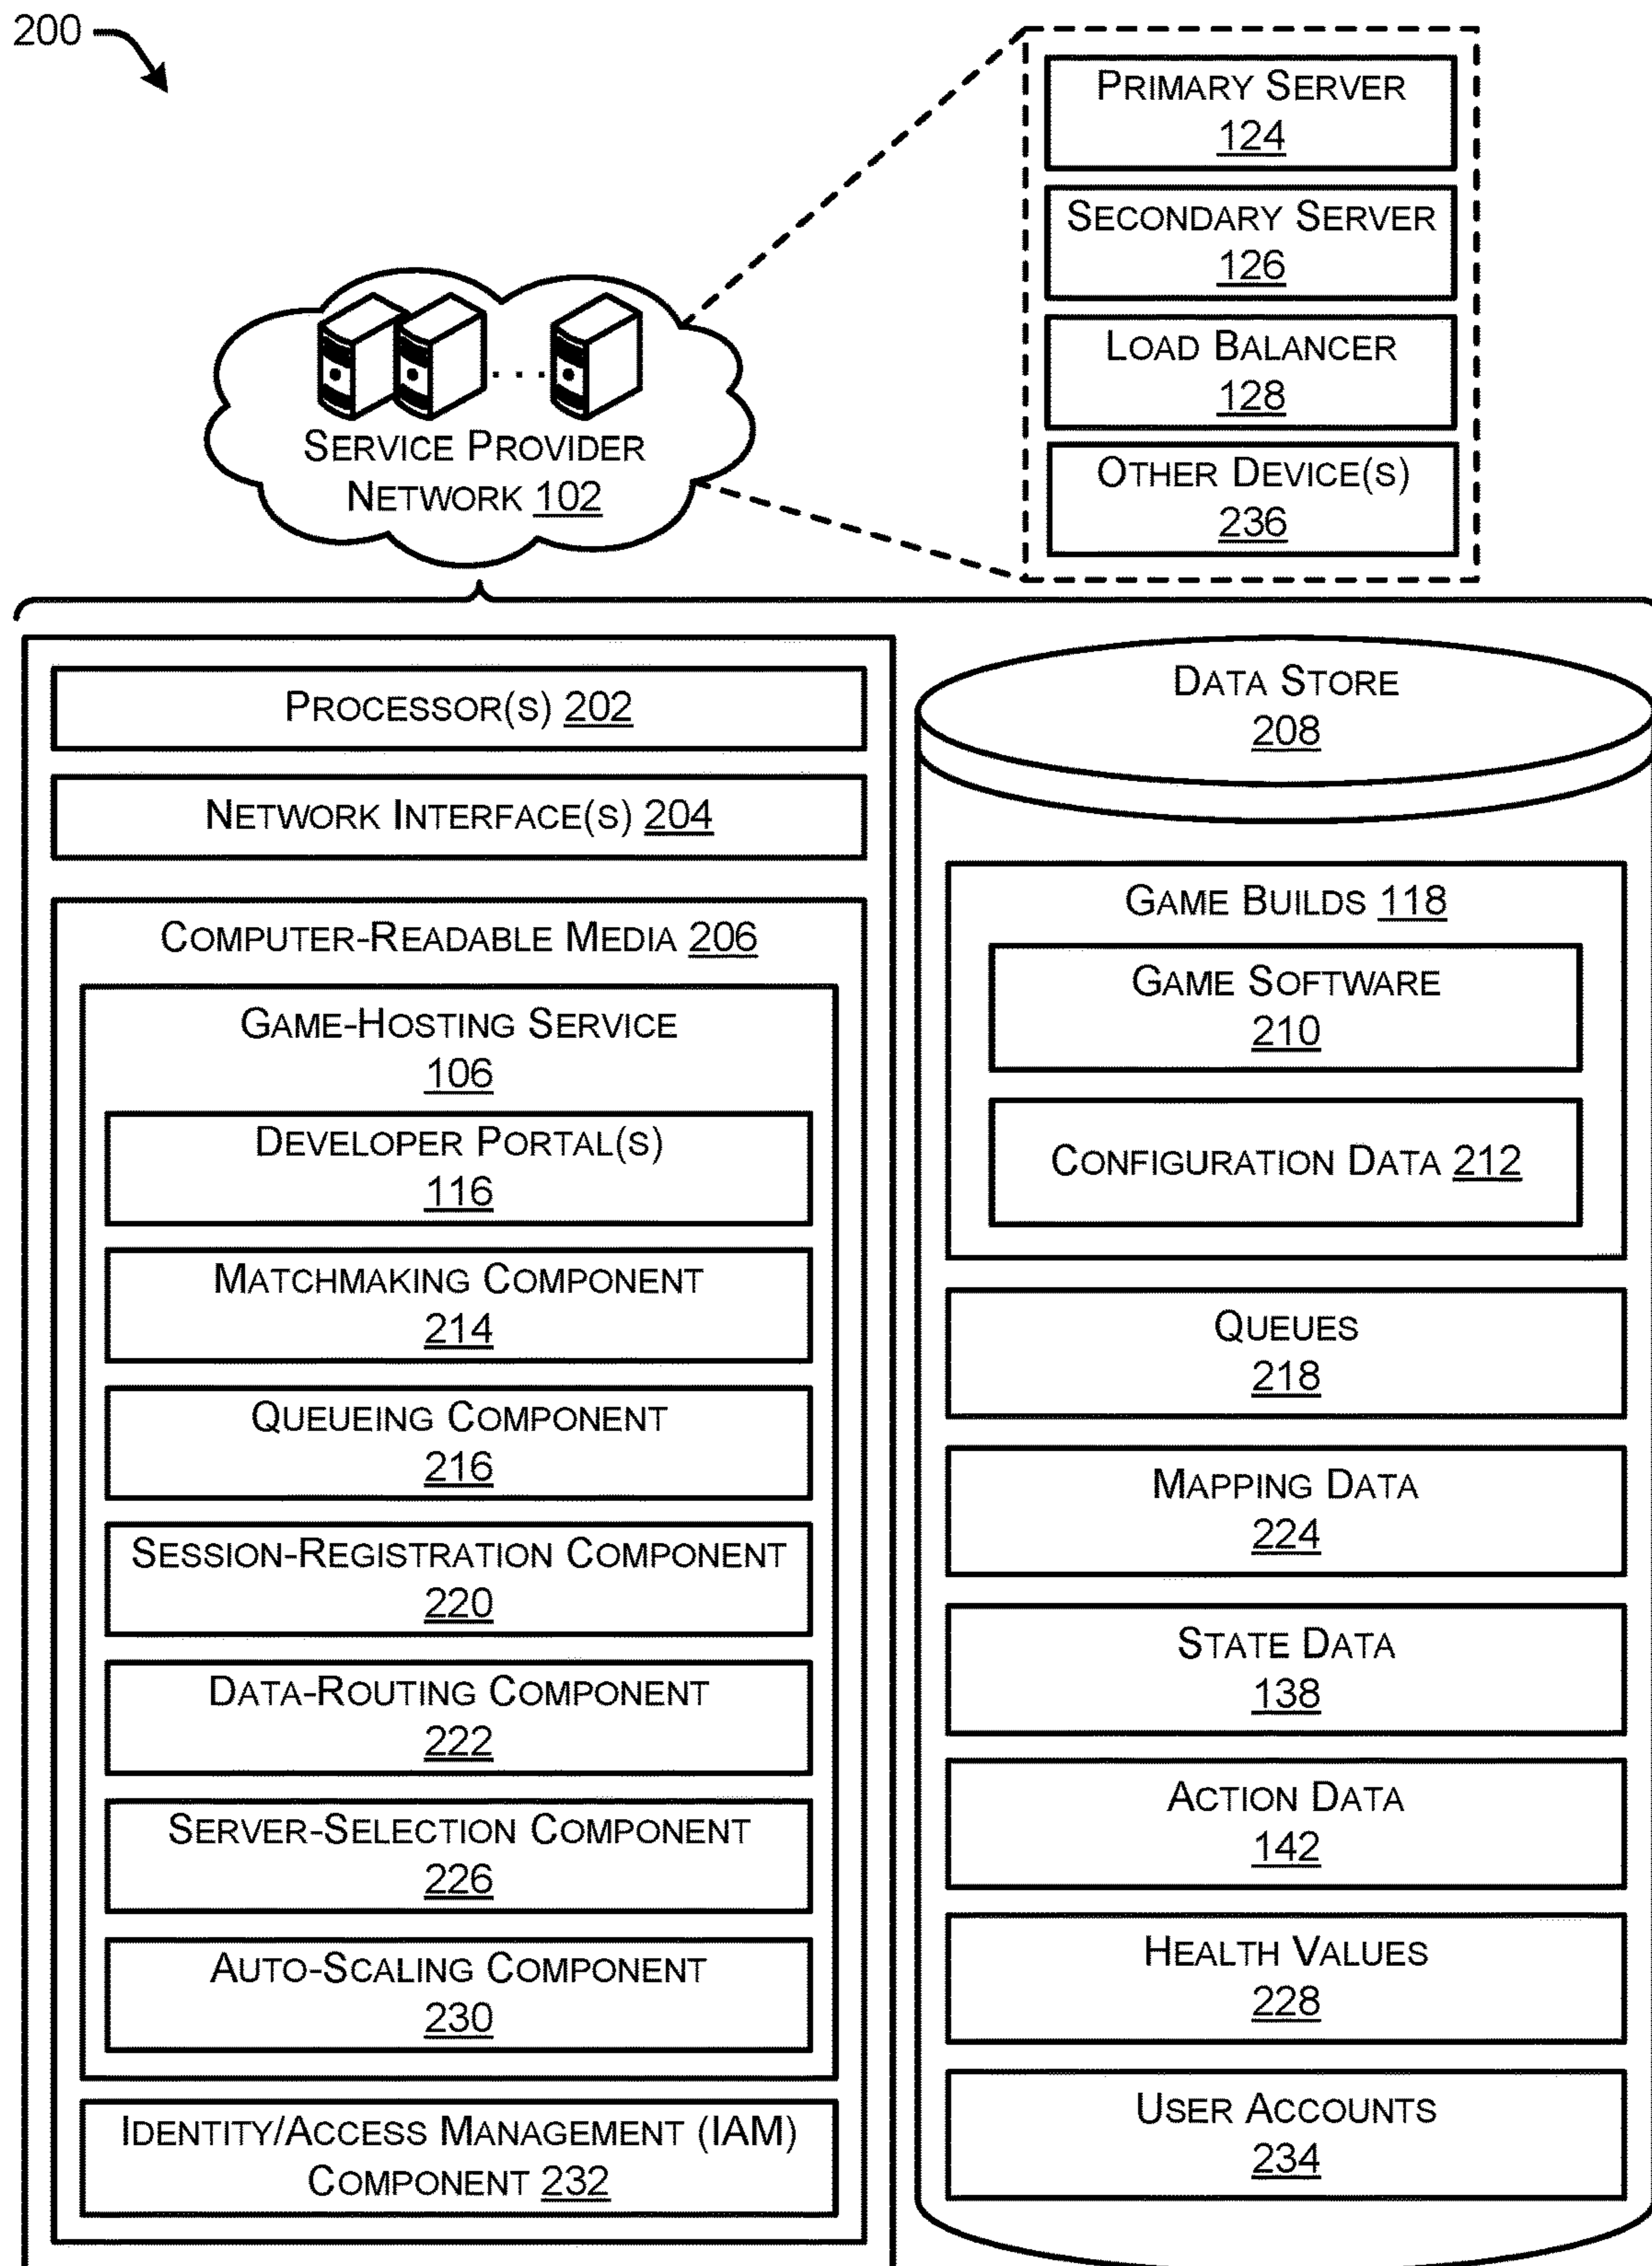 200
PRIMARY SERVER
124
SECONDARY SERVER
126
LOAD BALANCER
128
OTHER DEVICE(S)
236
SERVICE PROVIDER
NETWORK 102
PROCESSOR(S) 202
NETWORK INTERFACE(S) 204
COMPUTER-READABLE MEDIA 206
GAME-HOSTING SERVICE
106
DEVELOPER PORTAL(S)
116
MATCHMAKING COMPONENT
214
QUEUEING COMPONENT
216
SESSION-REGISTRATION COMPONENT
220
DATA-ROUTING COMPONENT
222
SERVER-SELECTION COMPONENT
226
AUTO-SCALING COMPONENT
230
IDENTITY/ACCESS MANAGEMENT (IAM)
COMPONENT 232
DATA STORE
208
GAME BUILDS 118
GAME SOFTWARE
210
CONFIGURATION DATA 212
QUEUES
218
MAPPING DATA
224
STATE DATA
138
ACTION DATA
142
HEALTH VALUES
228
USER ACCOUNTS
234